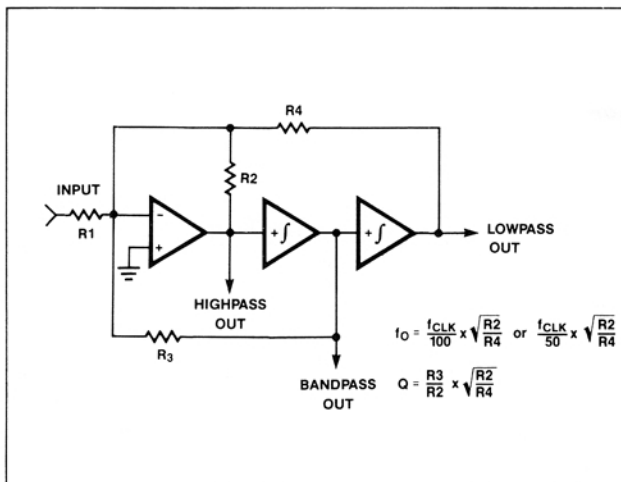 R4
R2
INPUT
R1
-
+
+∫
+∫
LOWPASS
OUT
HIGHPASS
OUT
R3
BANDPASS
OUT
fO = fCLK/100 x √R2/R4 or fCLK/50 x √R2/R4
Q = R3/R2 x √R2/R4